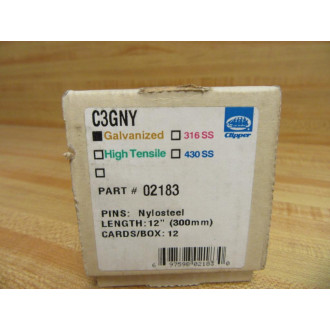 C3GNY
Galvanized 316 SS
High Tensile 430 SS
Clipper
PART # 02183
PINS: Nylosteel
LENGTH: 12" (300mm)
CARDS/BOX: 12